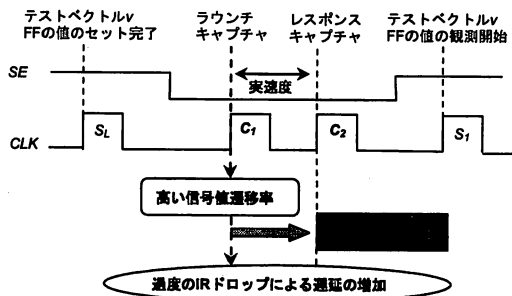 テストベクトルv
FFの値のセット完了
ラウンチ
キャプチャ
レスポンス
キャプチャ
テストベクトルv
FFの値の観測開始
SE
実速度
CLK
SL
C1
C2
S1
高い信号値遷移率
過度のIRドロップによる遅延の増加